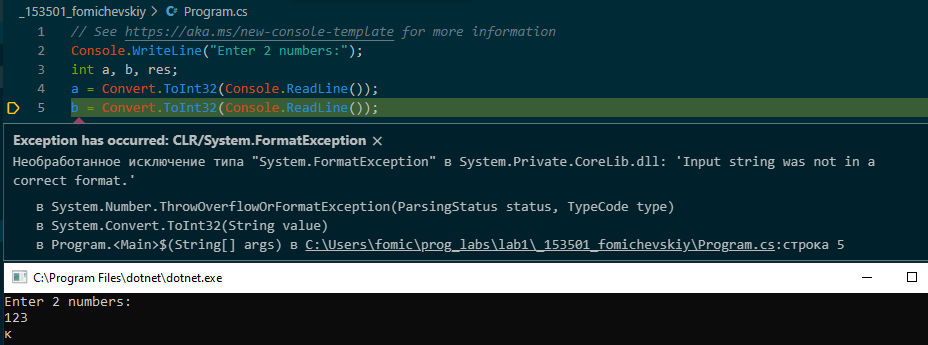 _153501_fomichevskiy > C# Program.cs
1 // See https://aka.ms/new-console-template for more information
2 Console.WriteLine("Enter 2 numbers:");
3 int a, b, res;
4 a = Convert.ToInt32(Console.ReadLine());
5 b = Convert.ToInt32(Console.ReadLine());
Exception has occurred: CLR/System.FormatException ×
Необработанное исключение типа "System.FormatException" в System.Private.CoreLib.dll: 'Input string was not in a
correct format.'
в System.Number.ThrowOverflowOrFormatException(ParsingStatus status, TypeCode type)
в System.Convert.ToInt32(String value)
в Program.<Main>$(String[] args) в C:\Users\fomic\prog_labs\lab1\_153501_fomichevskiy\Program.cs:строка 5
C:\Program Files\dotnet\dotnet.exe
Enter 2 numbers:
123
к